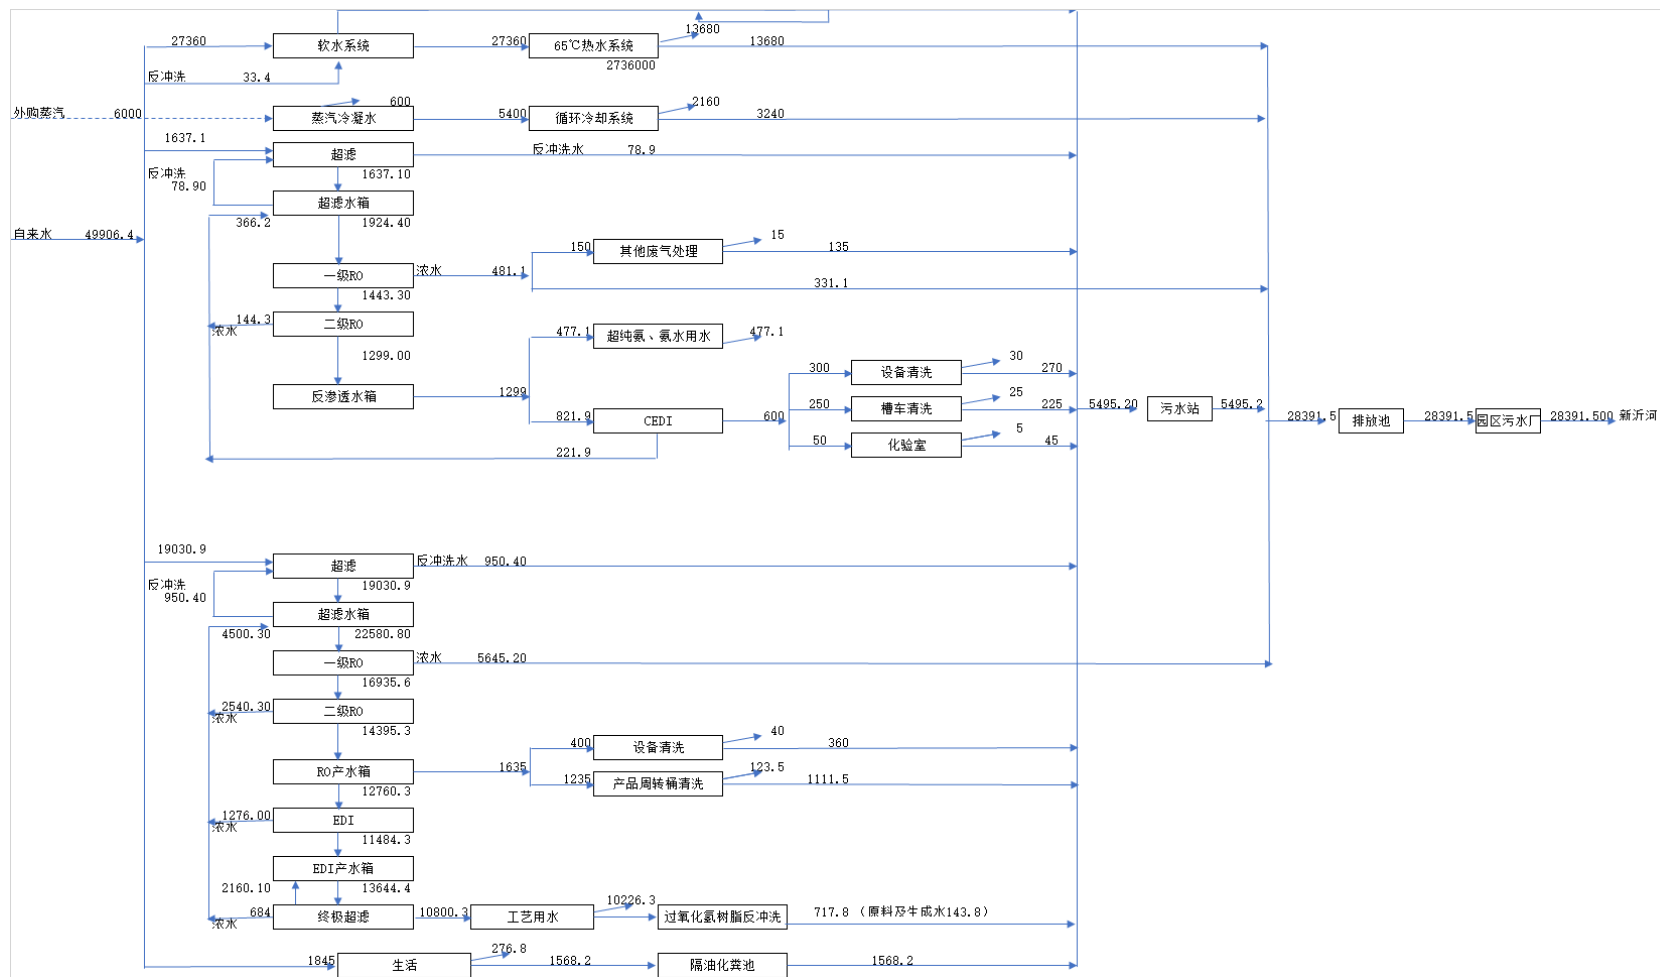 13680
27360 软水系统 27360 65℃热水系统 13680
2736000
反冲洗 33.4
外购蒸汽 6000 600 2160
蒸汽冷凝水 5400 循环冷却系统 3240
1637.1
超滤 反冲洗水 78.9
反冲洗 1637.10
78.90
超滤水箱
366.2 1924.40
自来水 49906.4
15
150 其他废气处理 135
一级RO 浓水 481.1
331.1
1443.30
144.3 二级RO
浓水
477.1 超纯氨、氨水用水 477.1
1299.00
30
300 设备清洗 270
反渗透水箱 1299
25
250 槽车清洗 225
821.9 CEDI 600
5
50 化验室 45
5495.20 污水站 5495.2
28391.5 排放池 28391.5 园区污水厂 28391.500 新沂河
221.9
19030.9
超滤 反冲洗水 950.40
反冲洗 19030.9
950.40
超滤水箱
4500.30 22580.80
一级RO 浓水 5645.20
16935.6
2540.30 二级RO
浓水
14395.3
40
400 设备清洗 360
RO产水箱 1635
123.5
1235 产品周转桶清洗 1111.5
12760.3
1276.00 EDI
浓水
11484.3
EDI产水箱
2160.10 13644.4
684 终极超滤 10800.3 工艺用水 10226.3 过氧化氢树脂反冲洗 717.8 （原料及生成水143.8）
浓水
276.8
1845 生活 1568.2 隔油化粪池 1568.2